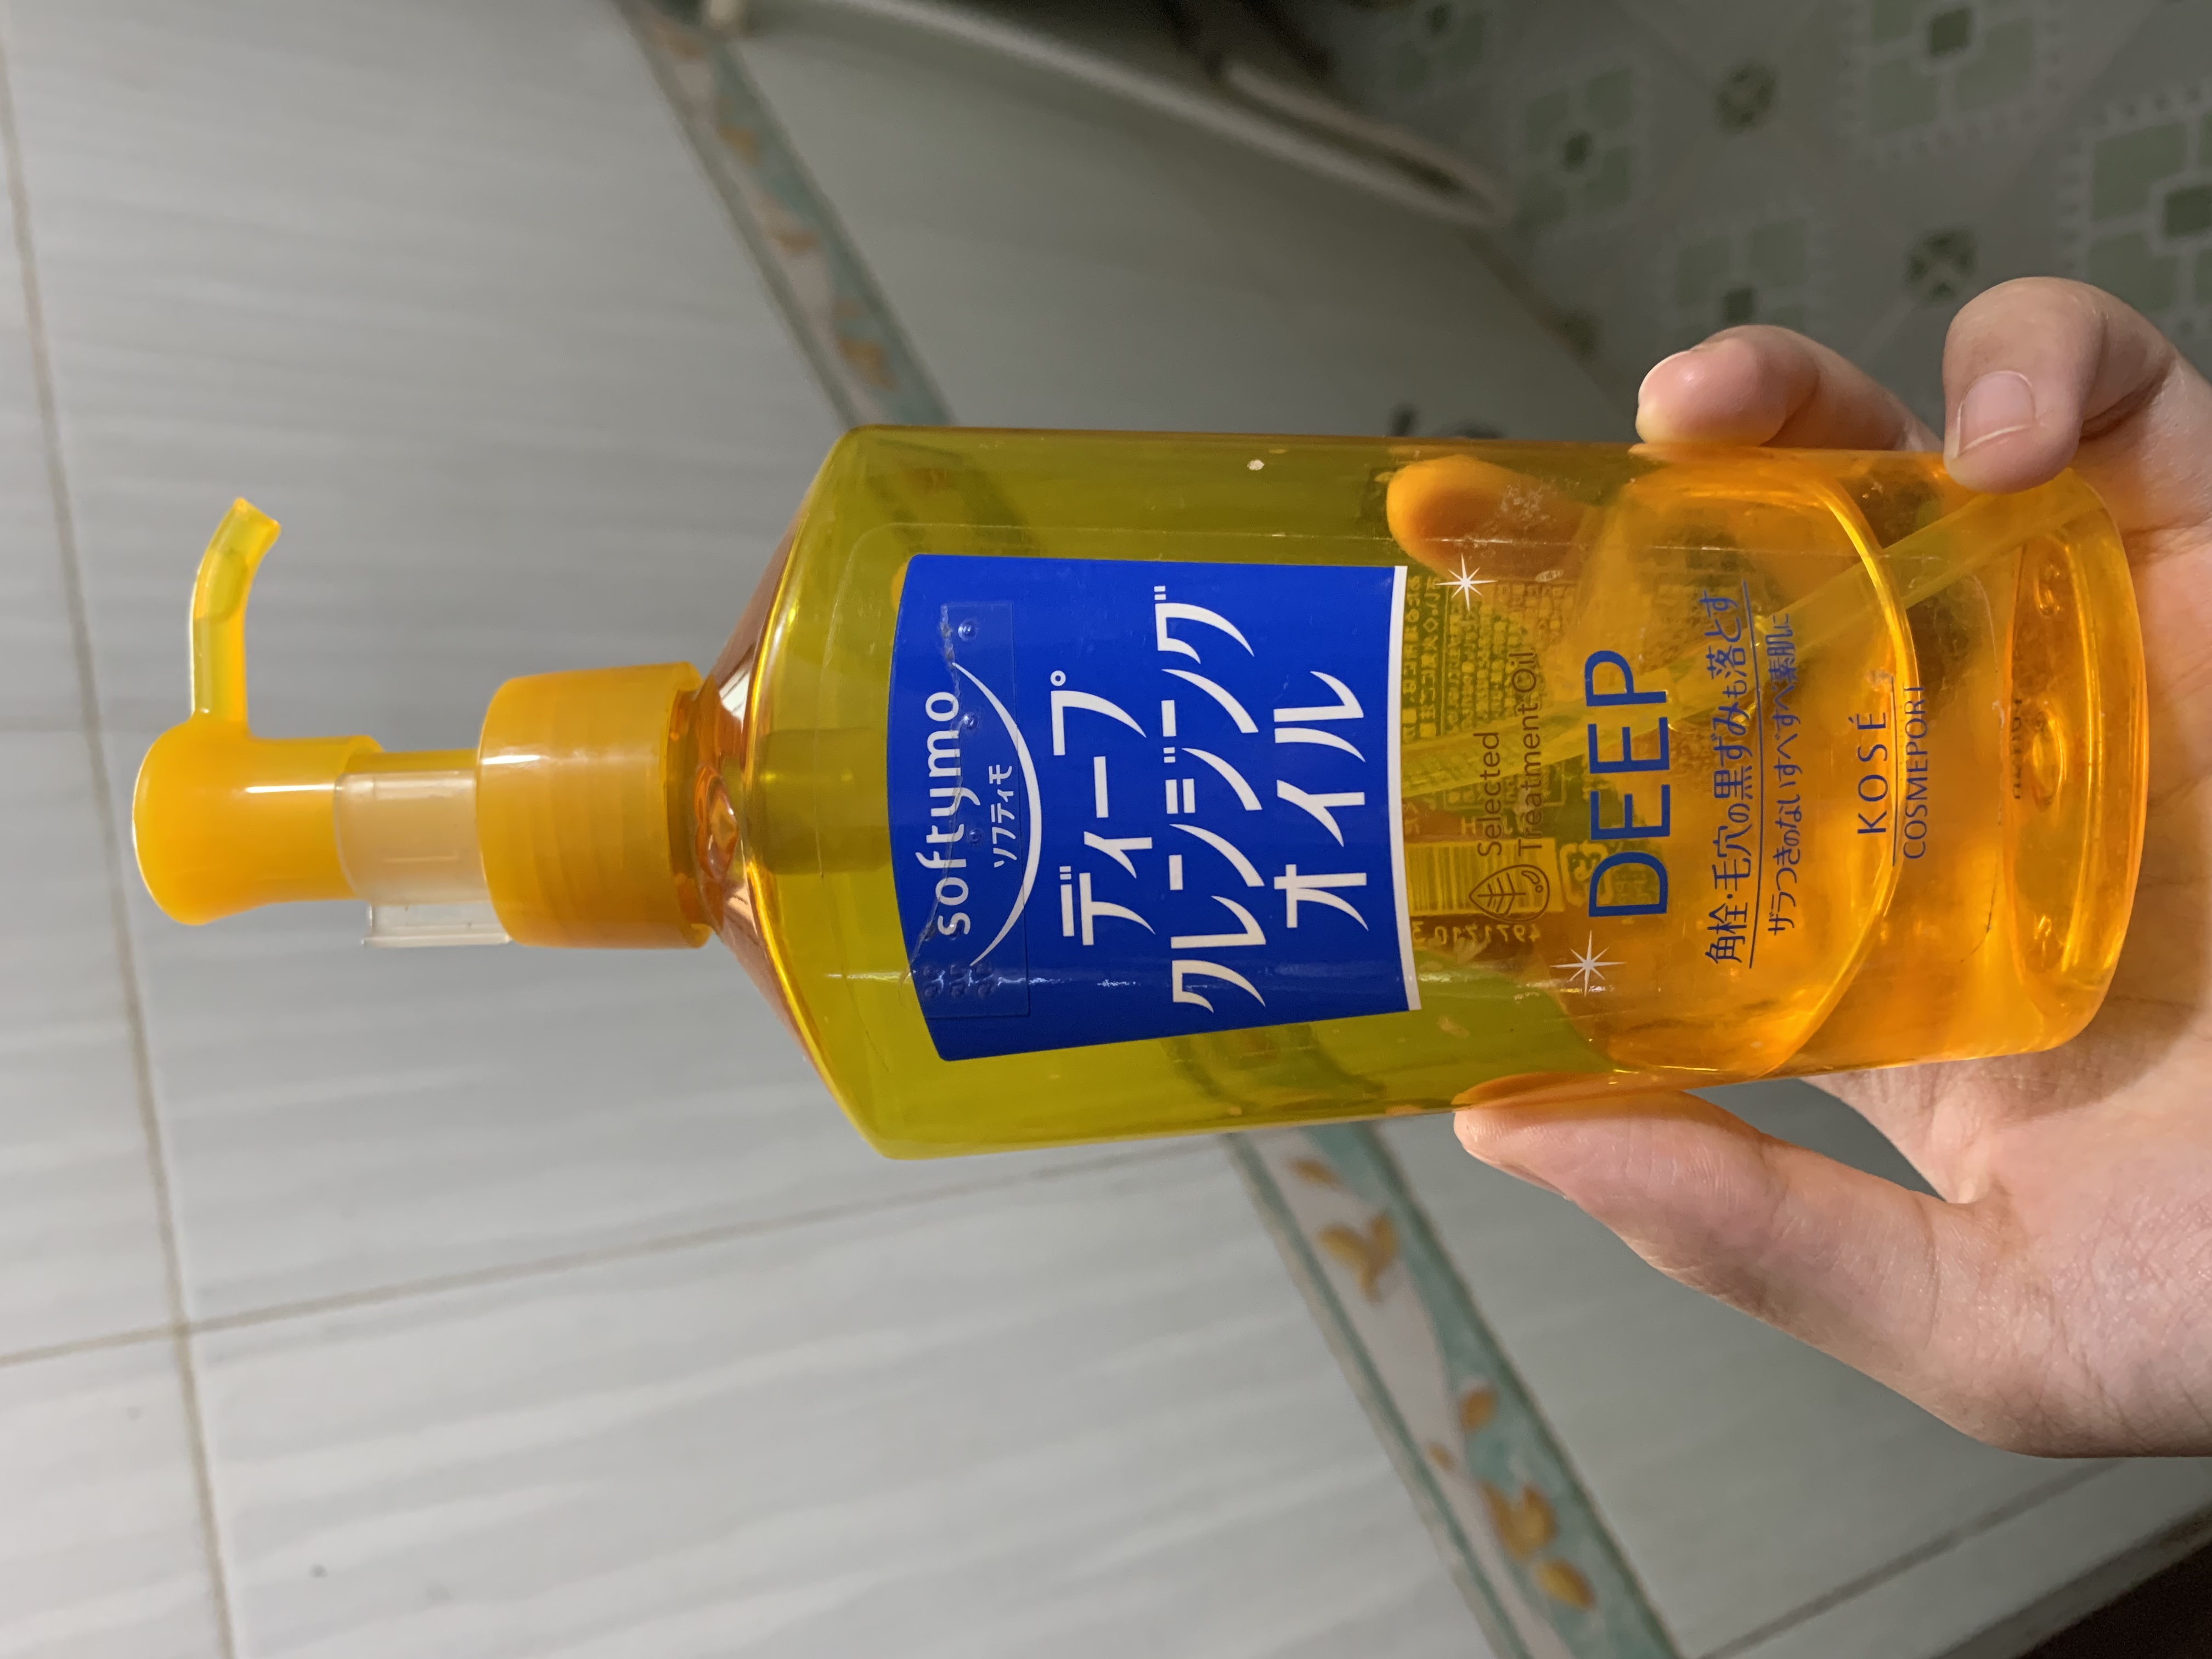 softymo
ソフティモ
ディープ
クレンジング
オイル
Selected
Treatment Oil
DEEP
角栓・毛穴の黒ずみも落とす
ザラつきのないすべすべ素肌に
KOSÉ
COSMEPORT